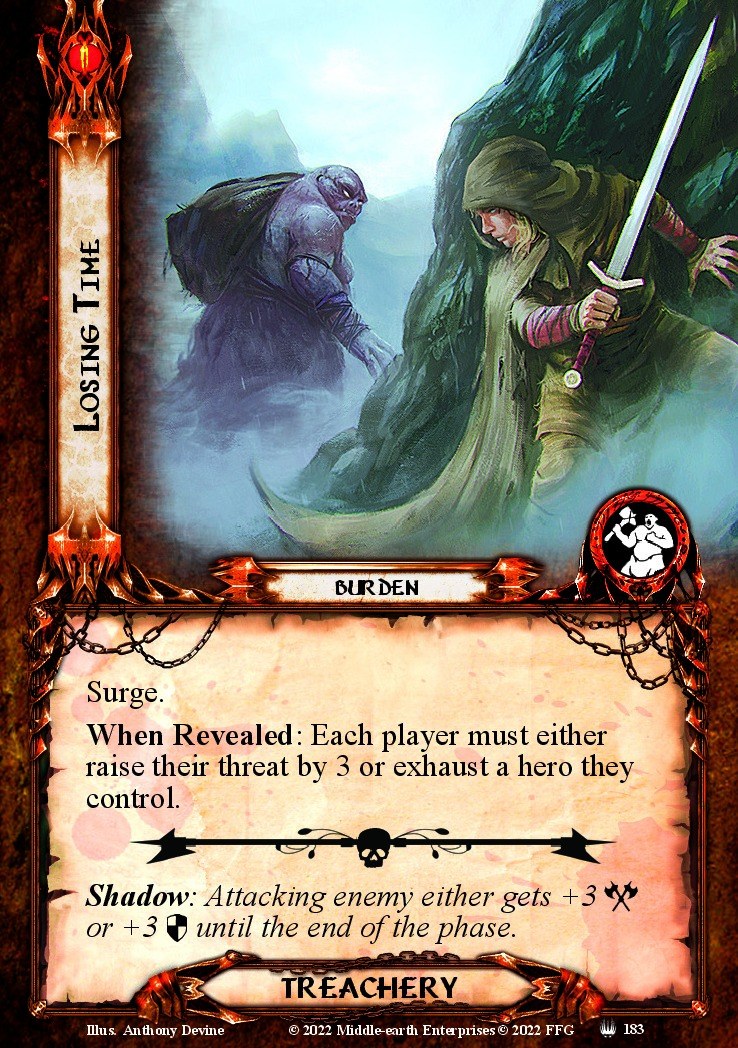 Losing Time
BURDEN
Surge.
When Revealed: Each player must either
raise their threat by 3 or exhaust a hero they
control.
Shadow: Attacking enemy either gets +3
or +3 until the end of the phase.
TREACHERY
Illus. Anthony Devine © 2022 Middle-earth Enterprises © 2022 FFG 183